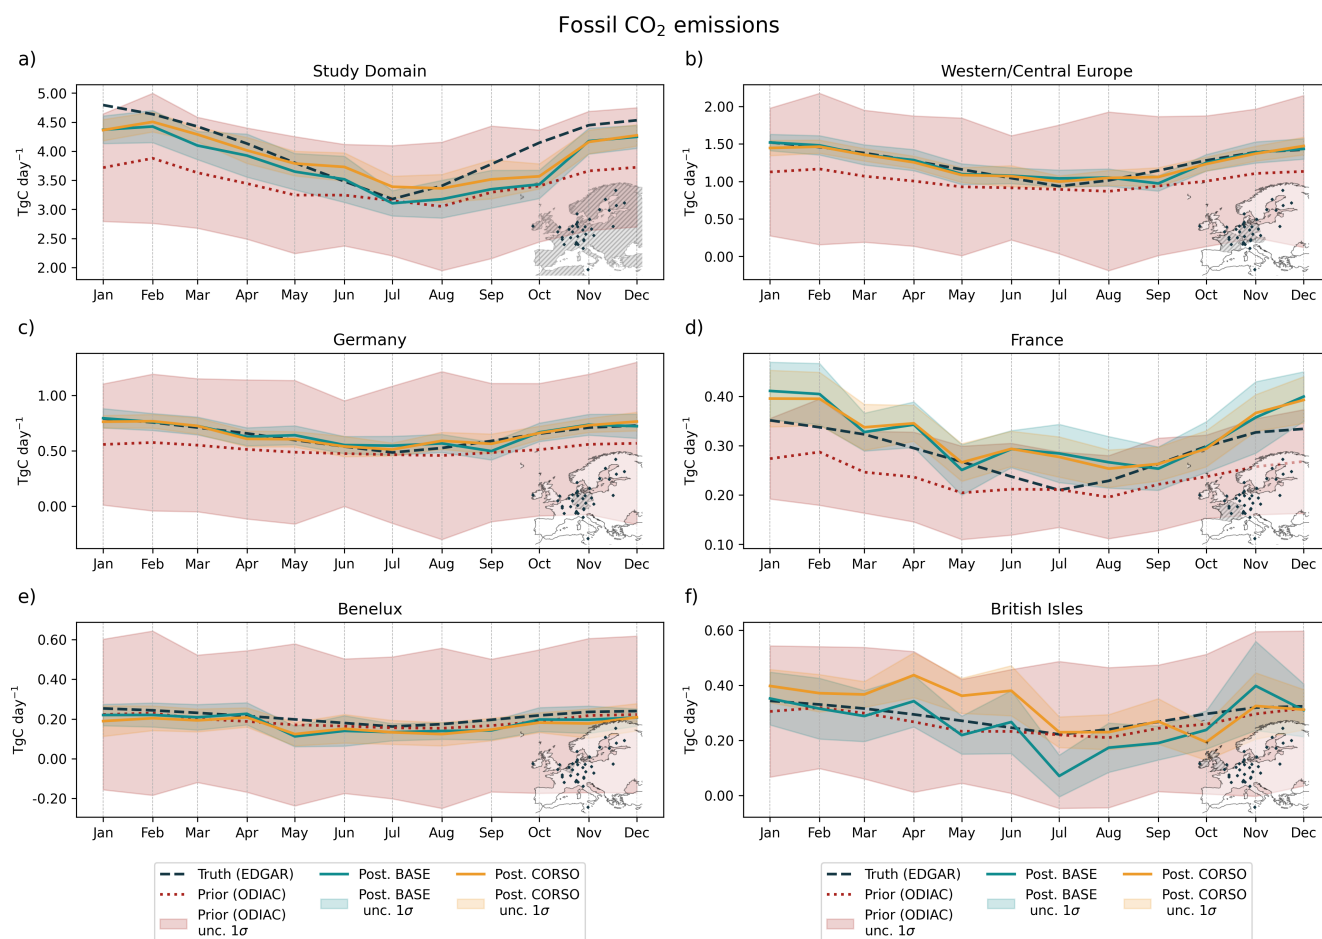 Fossil CO₂ emissions
a)
Study Domain
TgC day⁻¹
5.00
4.50
4.00
3.50
3.00
2.50
2.00
Jan Feb Mar Apr May Jun Jul Aug Sep Oct Nov Dec
b)
Western/Central Europe
TgC day⁻¹
2.00
1.50
1.00
0.50
0.00
Jan Feb Mar Apr May Jun Jul Aug Sep Oct Nov Dec
c)
Germany
TgC day⁻¹
1.00
0.50
0.00
Jan Feb Mar Apr May Jun Jul Aug Sep Oct Nov Dec
d)
France
TgC day⁻¹
0.40
0.30
0.20
0.10
Jan Feb Mar Apr May Jun Jul Aug Sep Oct Nov Dec
e)
Benelux
TgC day⁻¹
0.60
0.40
0.20
0.00
-0.20
Jan Feb Mar Apr May Jun Jul Aug Sep Oct Nov Dec
f)
British Isles
TgC day⁻¹
0.60
0.40
0.20
0.00
Jan Feb Mar Apr May Jun Jul Aug Sep Oct Nov Dec
Truth (EDGAR)
Prior (ODIAC)
Prior (ODIAC)
unc. 1σ
Post. BASE
Post. BASE
unc. 1σ
Post. CORSO
Post. CORSO
unc. 1σ
Truth (EDGAR)
Prior (ODIAC)
Prior (ODIAC)
unc. 1σ
Post. BASE
Post. BASE
unc. 1σ
Post. CORSO
Post. CORSO
unc. 1σ